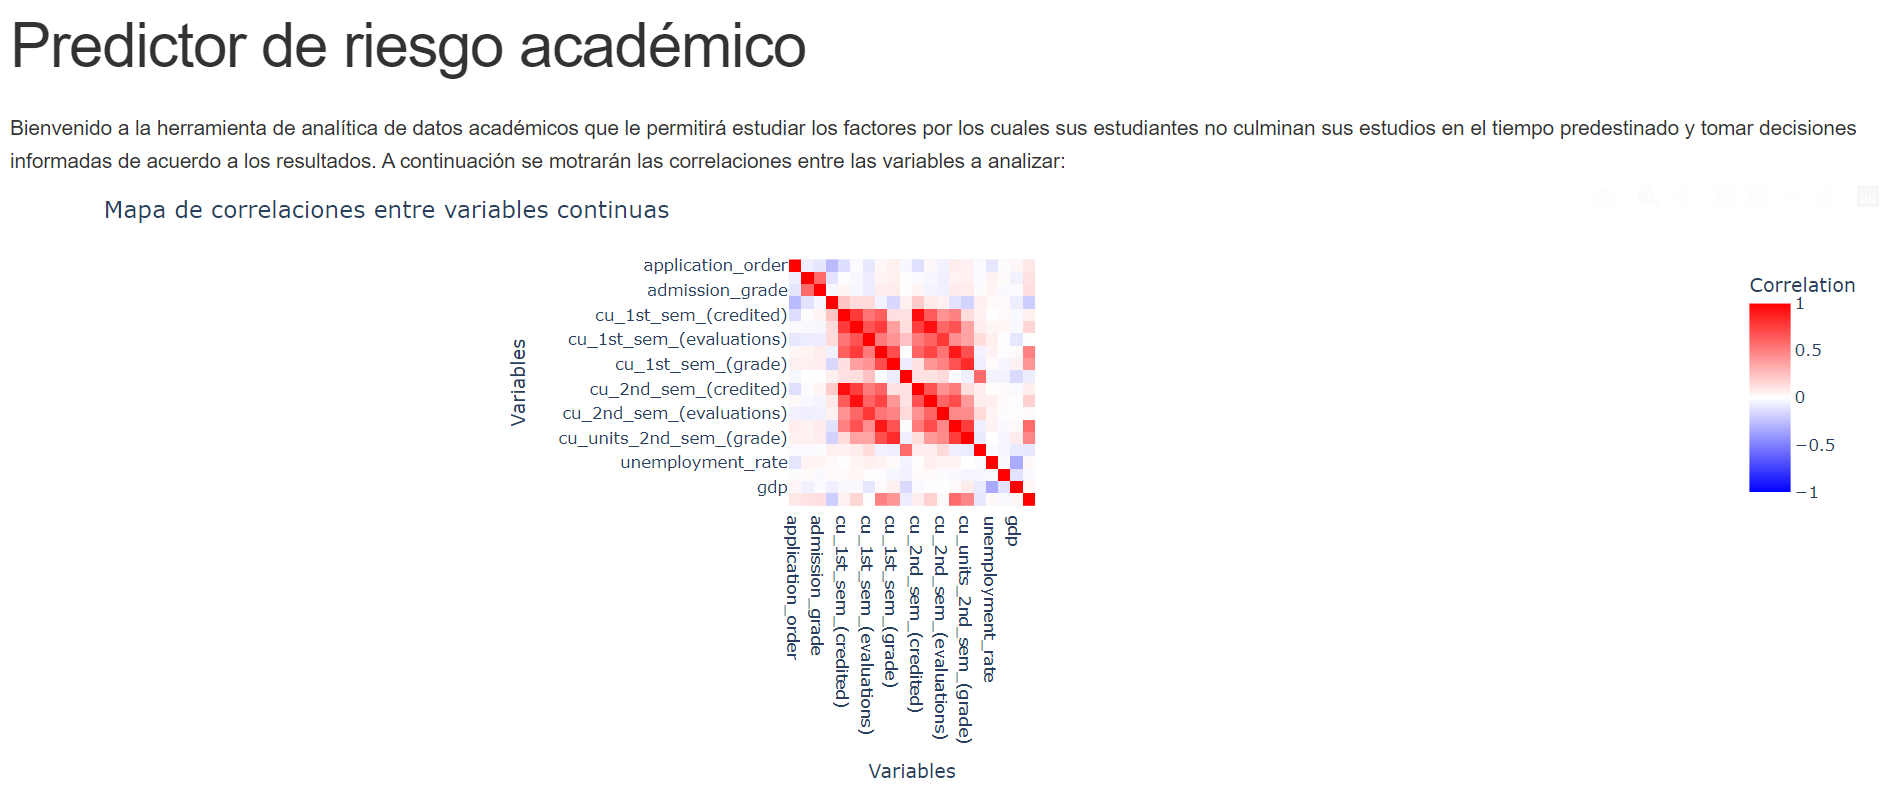 Predictor de riesgo académico
Bienvenido a la herramienta de analítica de datos académicos que le permitirá estudiar los factores por los cuales sus estudiantes no culminan sus estudios en el tiempo predestinado y tomar decisiones
informadas de acuerdo a los resultados. A continuación se motrarán las correlaciones entre las variables a analizar:
Mapa de correlaciones entre variables continuas
Variables
application_order
admission_grade
cu_1st_sem_(credited)
cu_1st_sem_(evaluations)
cu_1st_sem_(grade)
cu_2nd_sem_(credited)
cu_2nd_sem_(evaluations)
cu_units_2nd_sem_(grade)
unemployment_rate
gdp
application_order
admission_grade
cu_1st_sem_(credited)
cu_1st_sem_(evaluations)
cu_1st_sem_(grade)
cu_2nd_sem_(credited)
cu_2nd_sem_(evaluations)
cu_units_2nd_sem_(grade)
unemployment_rate
gdp
Variables
Correlation
1
0.5
0
−0.5
−1